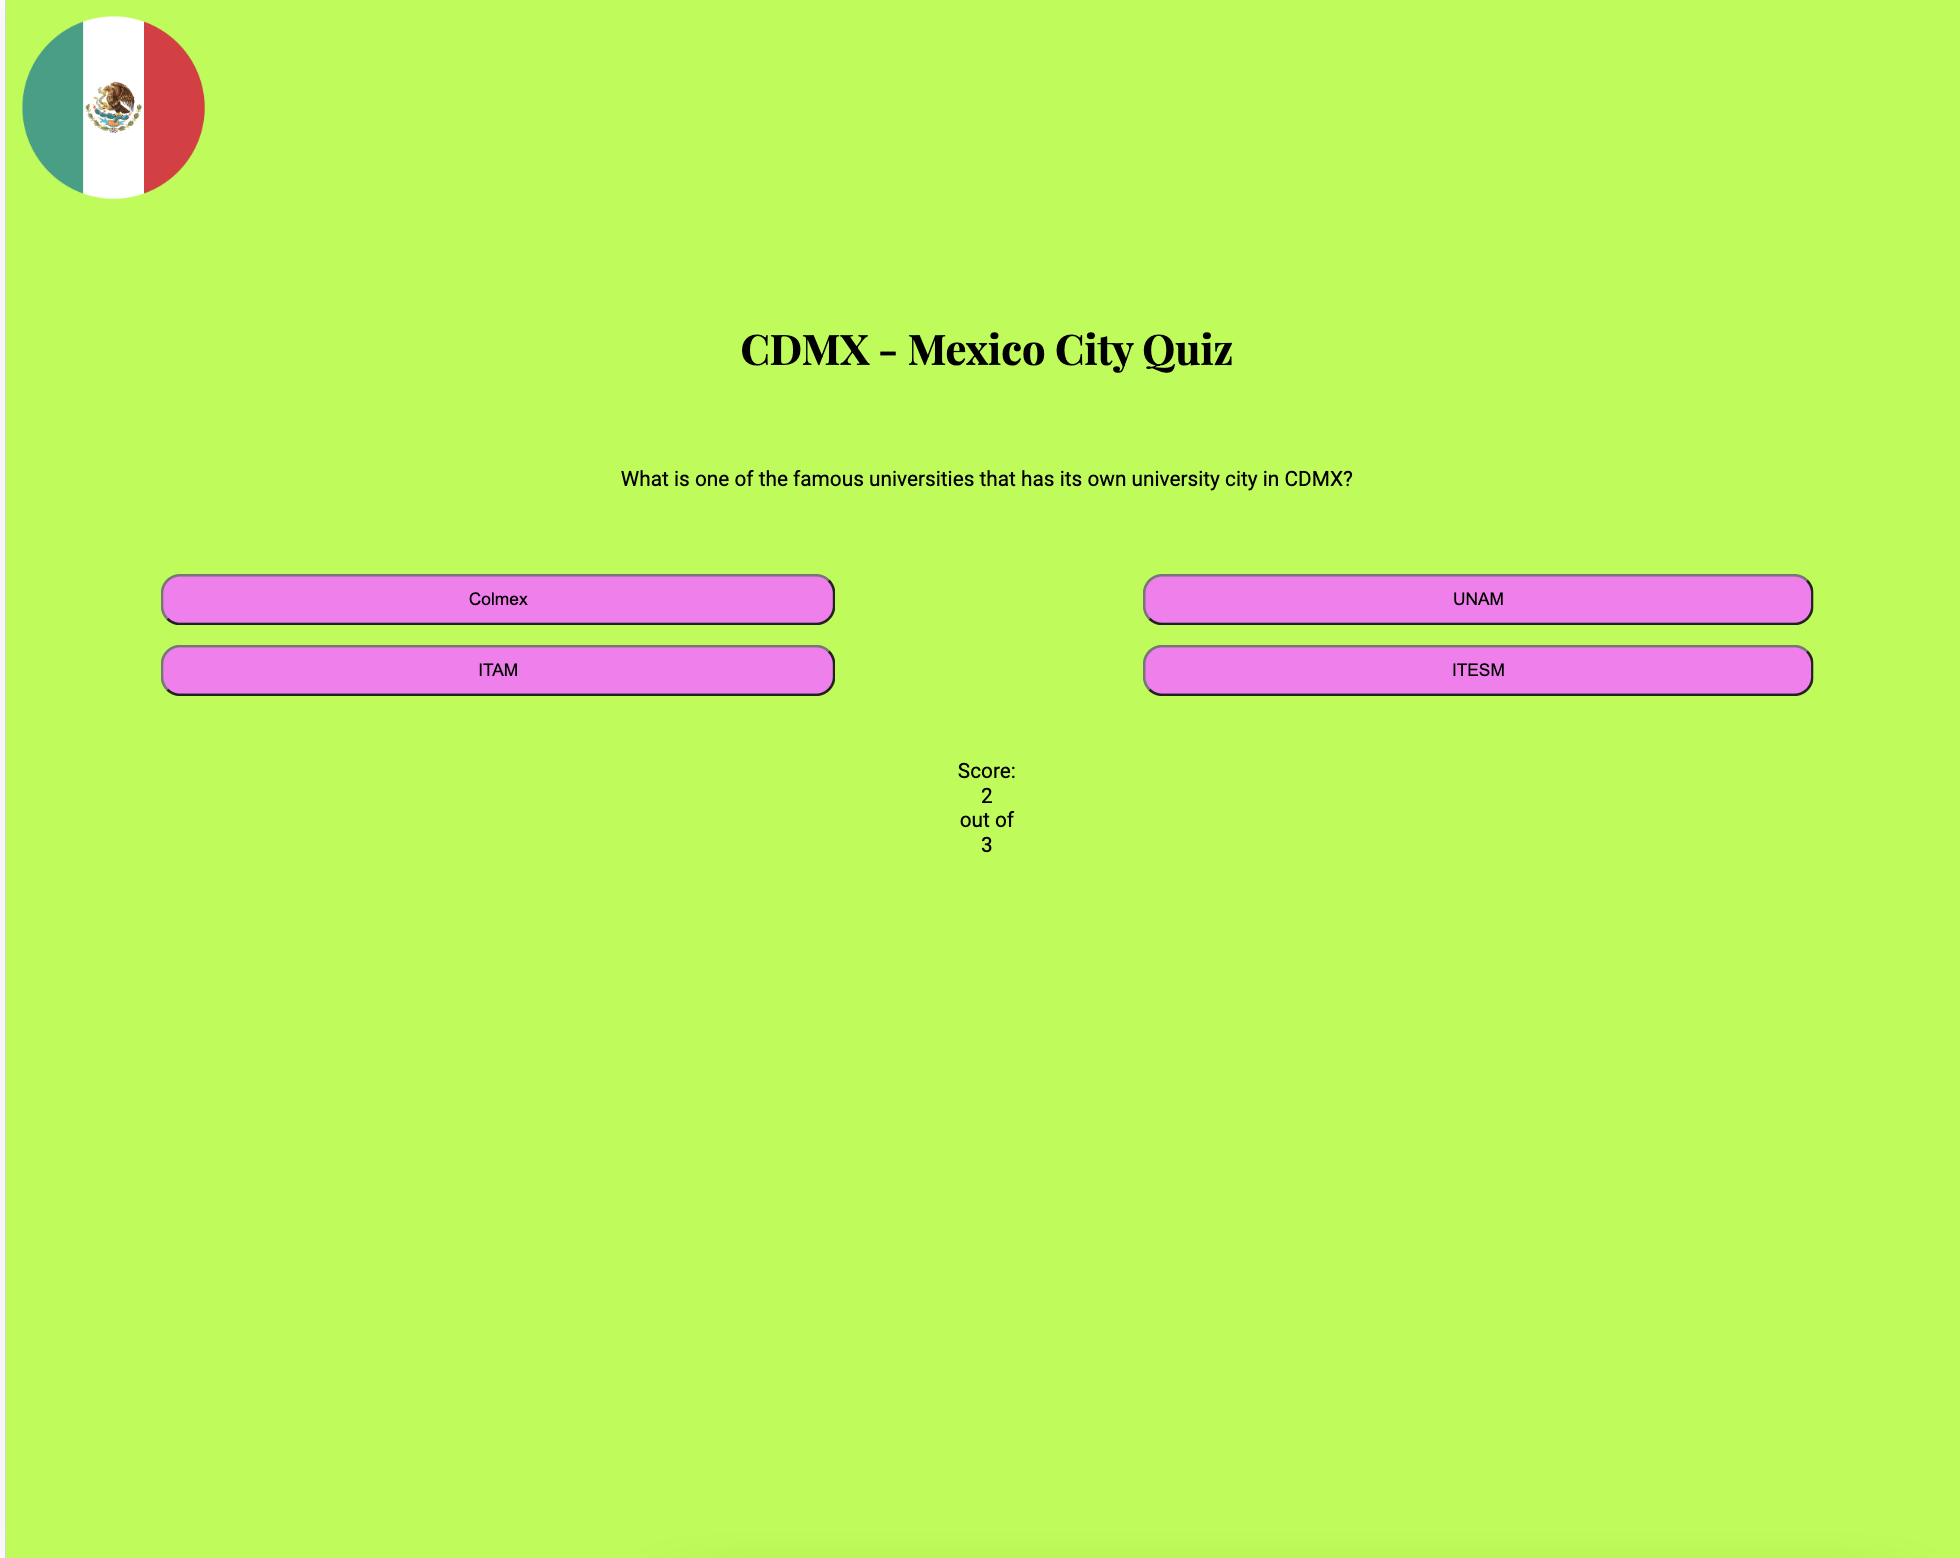 CDMX - Mexico City Quiz
What is one of the famous universities that has its own university city in CDMX?
Colmex
UNAM
ITAM
ITESM
Score:
2
out of
3